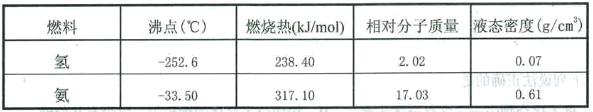 燃料 沸点(℃) 燃烧热(kJ/mol) 相对分子质量 液态密度(g/cm³)
氢 -252.6 238.40 2.02 0.07
氨 -33.50 317.10 17.03 0.61